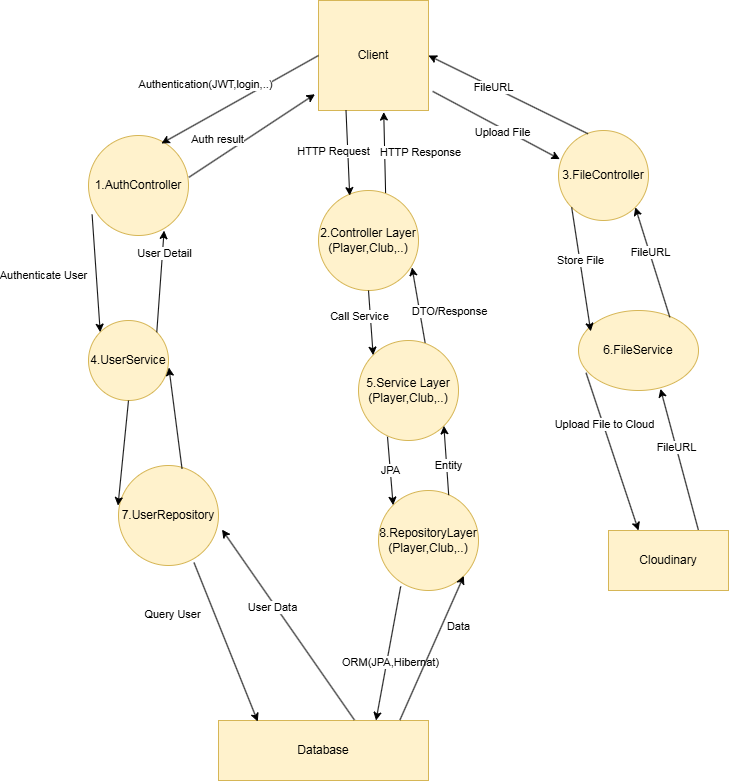 Client
Authentication(JWT,login,..)
FileURL
Upload File
Auth result
HTTP Request
HTTP Response
1.AuthController
3.FileController
2.Controller Layer
(Player,Club,..)
User Detail
Store File
FileURL
Authenticate User
Call Service
DTO/Response
4.UserService
6.FileService
5.Service Layer
(Player,Club,..)
Upload File to Cloud
FileURL
JPA
Entity
7.UserRepository
8.RepositoryLayer
(Player,Club,..)
Cloudinary
Query User
User Data
Data
ORM(JPA,Hibernat)
Database